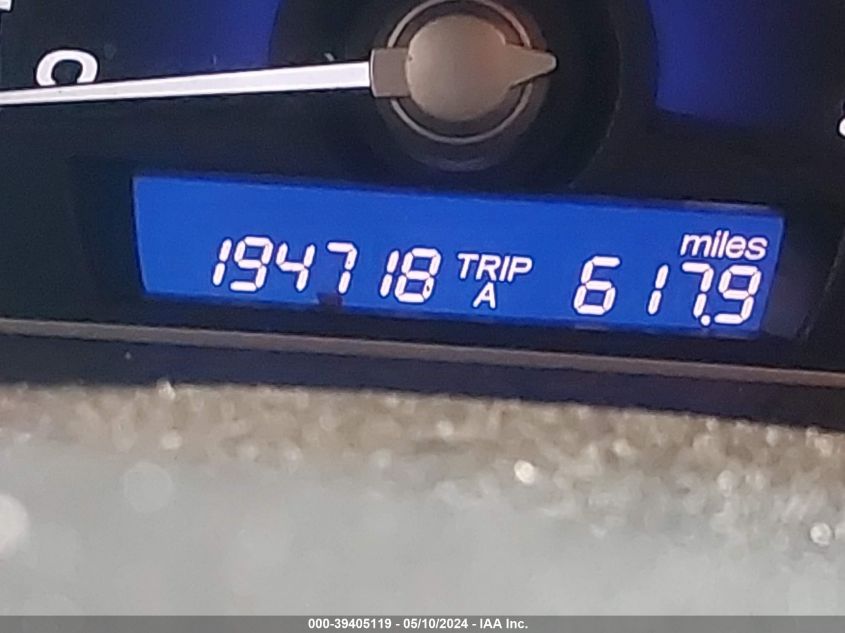 miles
194718 TRIP A 617.9
000-39405119 - 05/10/2024 - IAA Inc.